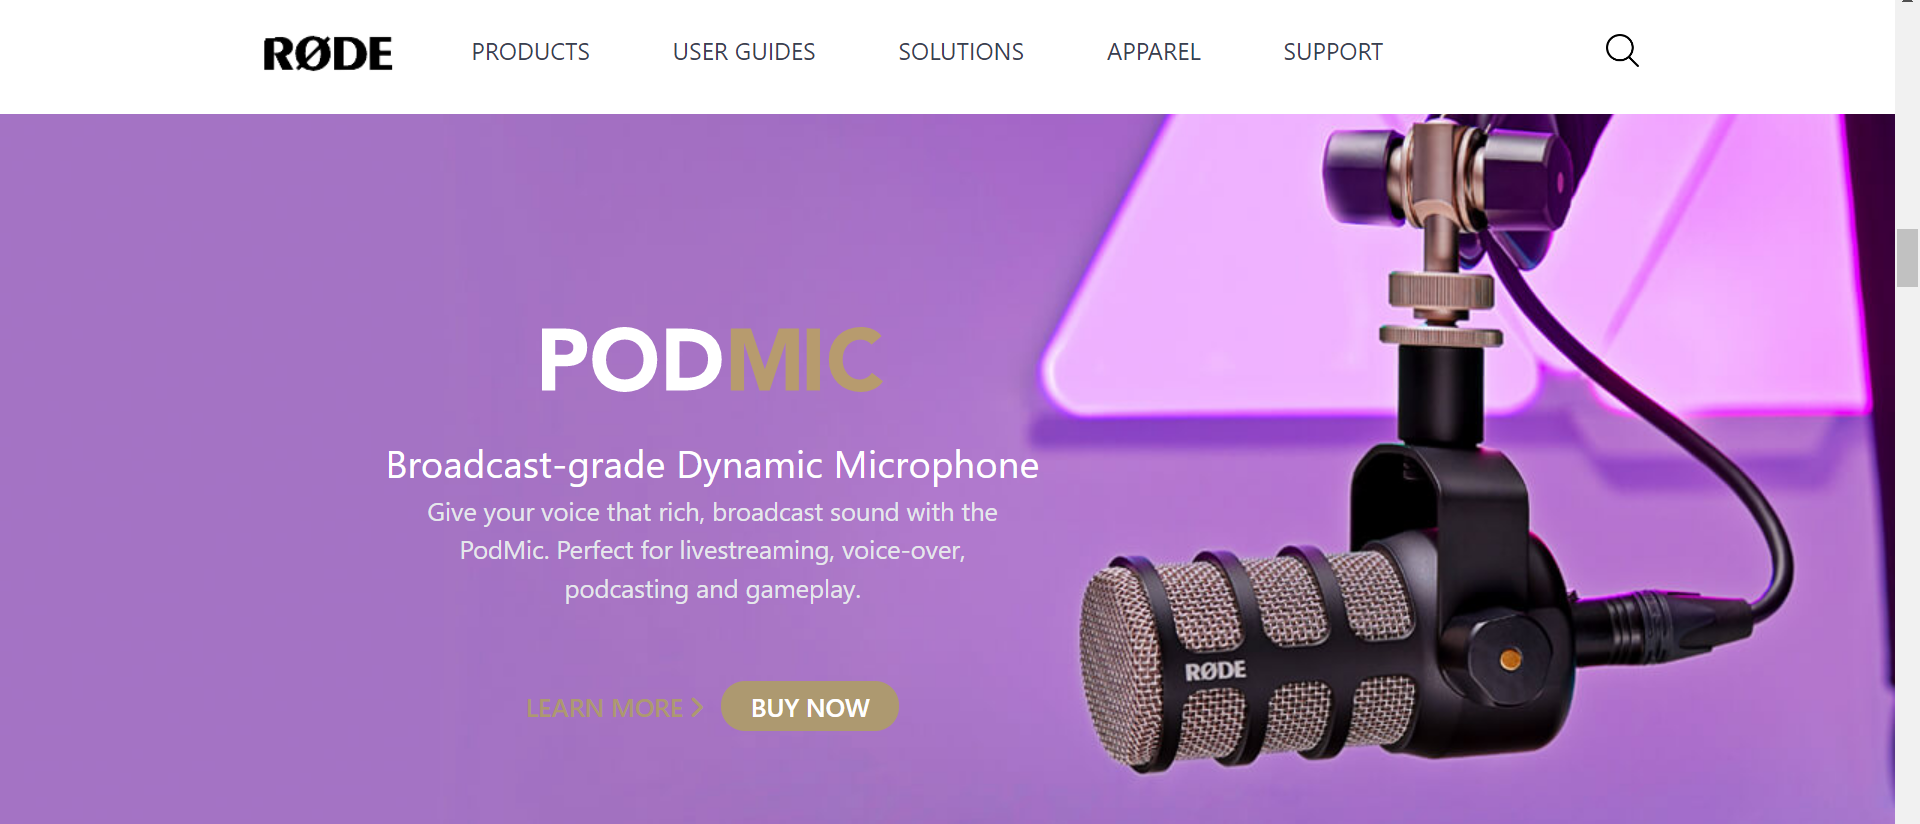 RØDE
PRODUCTS
USER GUIDES
SOLUTIONS
APPAREL
SUPPORT
PODMIC
Broadcast-grade Dynamic Microphone
Give your voice that rich, broadcast sound with the
PodMic. Perfect for livestreaming, voice-over,
podcasting and gameplay.
LEARN MORE
BUY NOW
RØDE